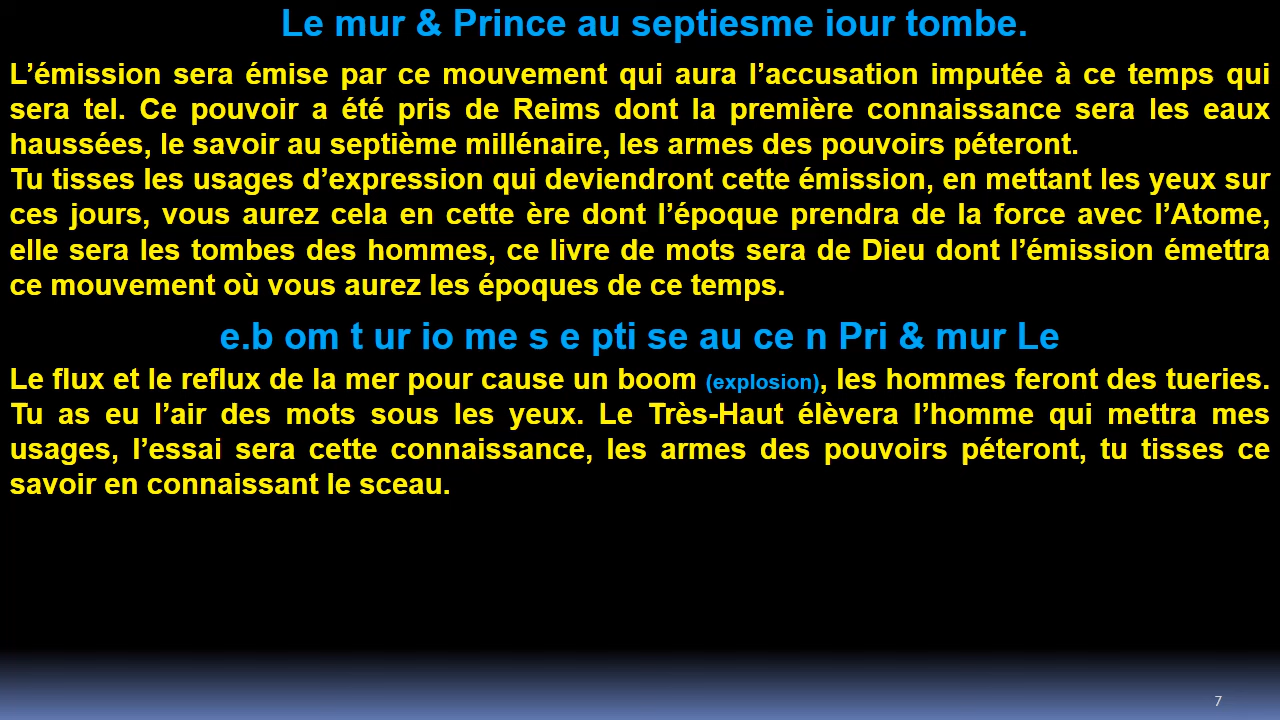 Le mur & Prince au septiesme iour tombe.
L’émission sera émise par ce mouvement qui aura l’accusation imputée à ce temps qui
sera tel. Ce pouvoir a été pris de Reims dont la première connaissance sera les eaux
haussées, le savoir au septième millénaire, les armes des pouvoirs péteront.
Tu tisses les usages d’expression qui deviendront cette émission, en mettant les yeux sur
ces jours, vous aurez cela en cette ère dont l’époque prendra de la force avec l’Atome,
elle sera les tombes des hommes, ce livre de mots sera de Dieu dont l’émission émettra
ce mouvement où vous aurez les époques de ce temps.
e.b om t ur io me s e pti se au ce n Pri & mur Le
Le flux et le reflux de la mer pour cause un boom (explosion), les hommes feront des tueries.
Tu as eu l’air des mots sous les yeux. Le Très-Haut élèvera l’homme qui mettra mes
usages, l’essai sera cette connaissance, les armes des pouvoirs péteront, tu tisses ce
savoir en connaissant le sceau.
7